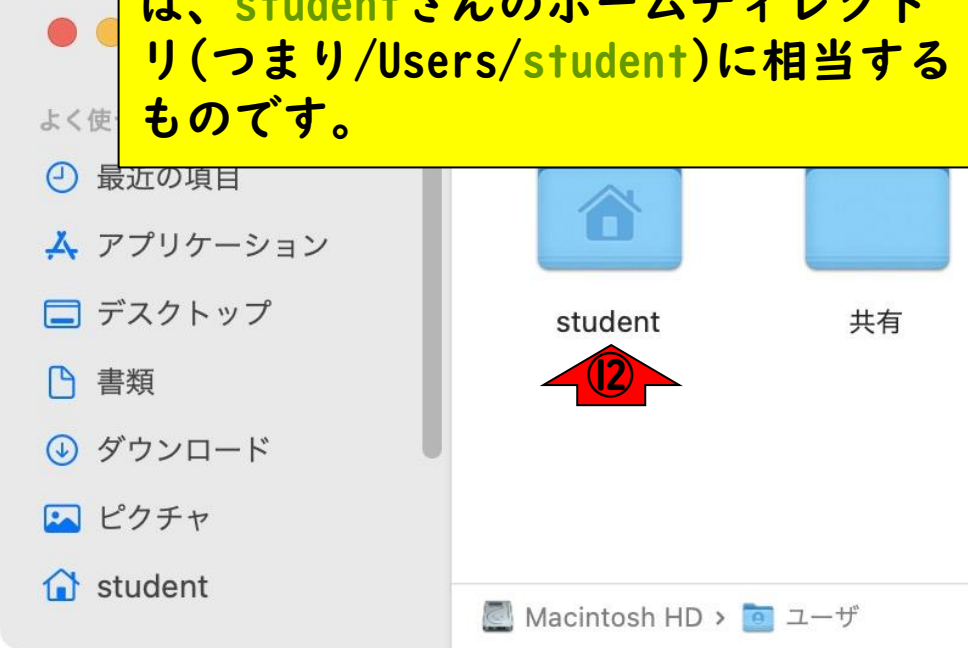 は、studentさんのホームディレクト
リ(つまり/Users/student)に相当する
ものです。
よく使
最近の項目
アプリケーション
デスクトップ
書類
ダウンロード
ピクチャ
student
student
共有
⑫
Macintosh HD › ユーザ